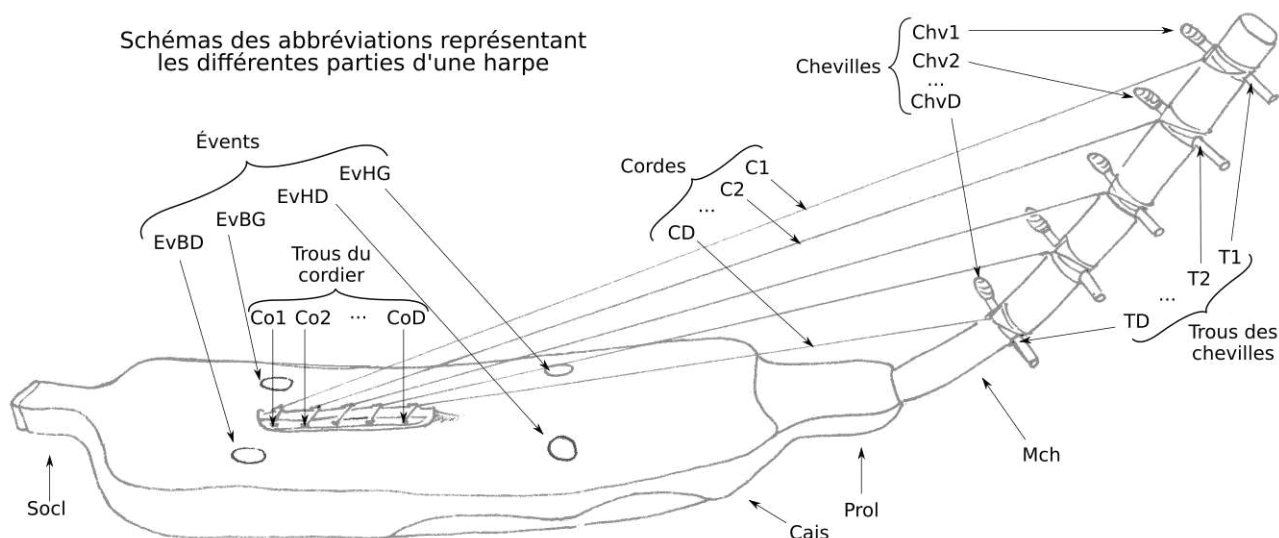 Schémas des abbréviations représentant
les différentes parties d'une harpe
Chevilles
Chv1
Chv2
...
ChvD
Évents
EvHG
EvHD
EvBG
EvBD
Cordes
C1
C2
...
CD
Trous du
cordier
Co1 Co2 ... CoD
T1
T2
...
TD
Trous des
chevilles
Mch
Socl
Prol
Cais